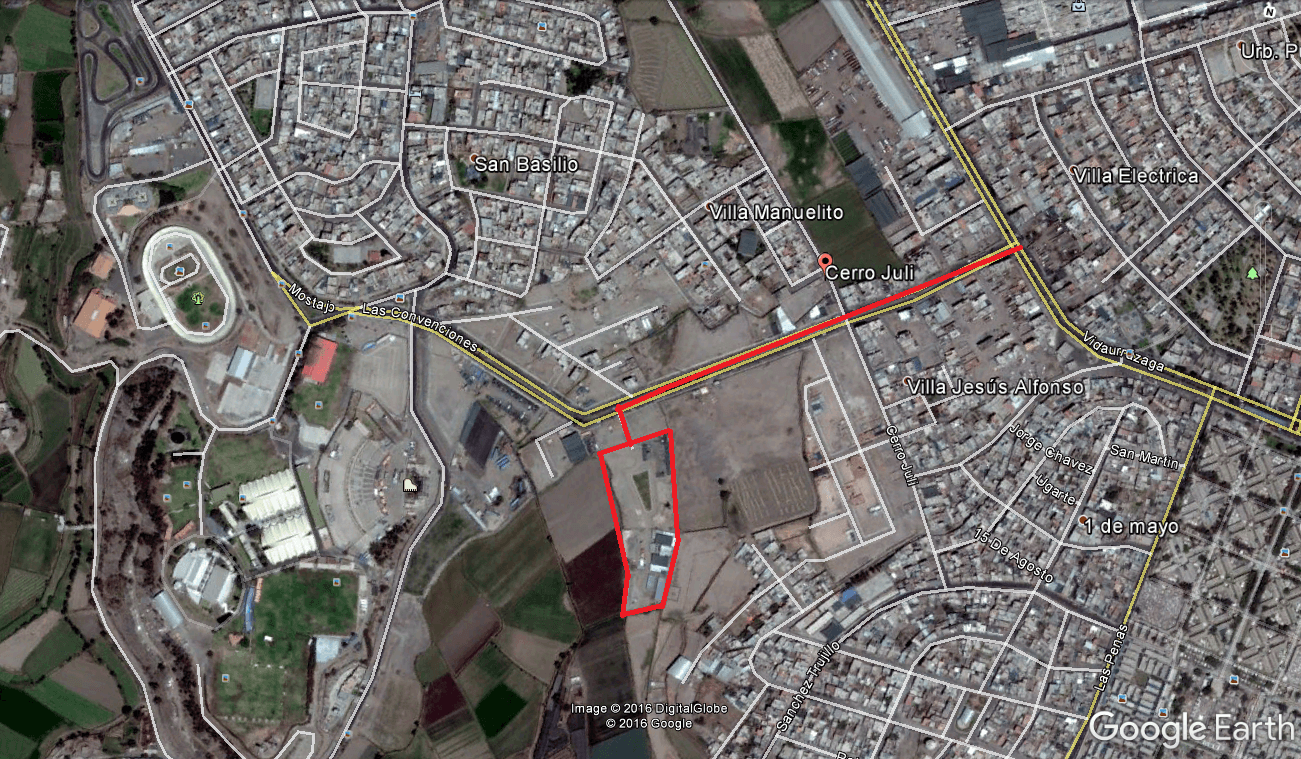 N
Urb. P
San Basilio
Villa Electrica
Villa Manuelito
Cerro Juli
Mostajo
Las Convenciones
Vidaurrazaga
Villa Jesús Alfonso
Jorge Chavez
San Martin
Cerro Juli
Ugarte
1 de mayo
15 De Agosto
Las Penas
Sanchez Trujillo
Image © 2016 DigitalGlobe
© 2016 Google
Google Earth